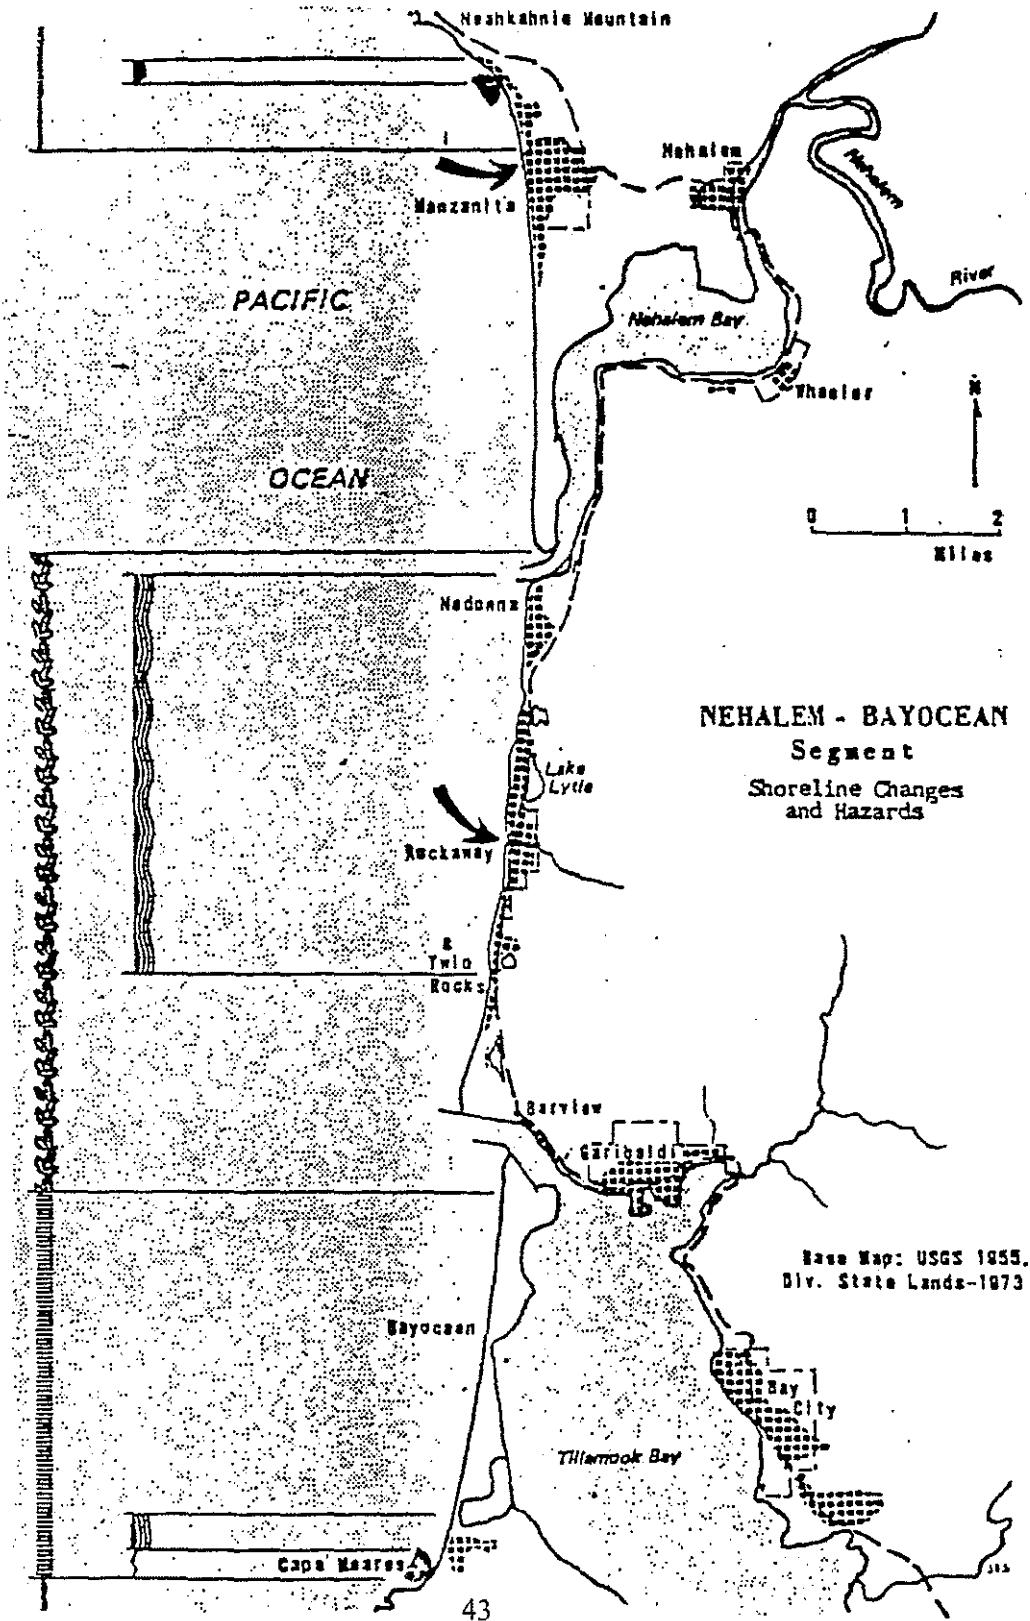 Neahkahnie Mountain
Nehalem
Manzanita
Nehalem
River
PACIFIC
Nehalem Bay
Wheeler
N
OCEAN
0 1 2
Miles
Nedonna
NEHALEM - BAYOCEAN
Segment
Shoreline Changes
and Hazards
Lake
Lytle
Rockaway
Twin
Rocks
Barview
Garibaldi
Base Map: USGS 1955,
Div. State Lands-1973
Bayocean
Bay
City
Tillamook Bay
Cape Meares
43